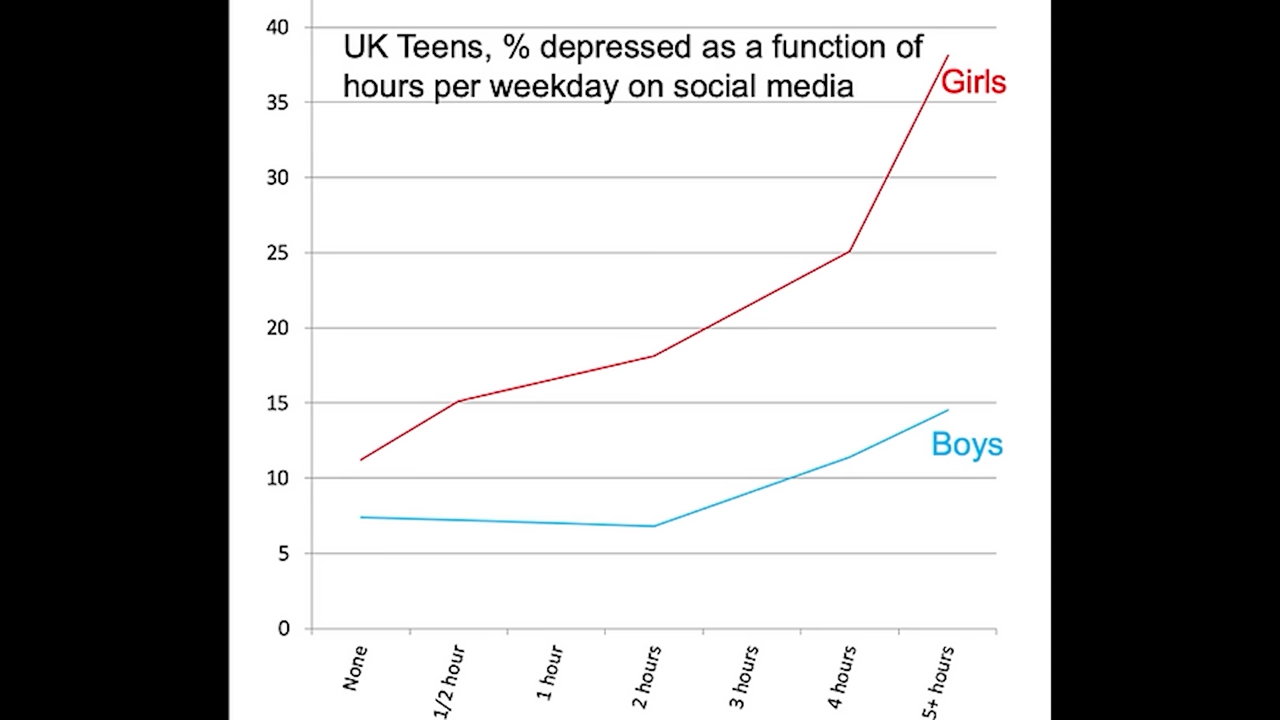 40
UK Teens, % depressed as a function of
hours per weekday on social media
Girls
35
30
25
20
15
Boys
10
5
0
None
1/2 hour
1 hour
2 hours
3 hours
4 hours
5+ hours